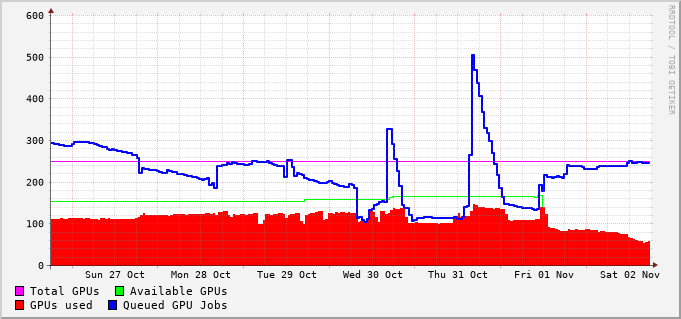 600
500
400
300
200
100
0
Sun 27 Oct Mon 28 Oct Tue 29 Oct Wed 30 Oct Thu 31 Oct Fri 01 Nov Sat 02 Nov
Total GPUs Available GPUs
GPUs used Queued GPU Jobs
RRDTOOL / TOBI OETIKER